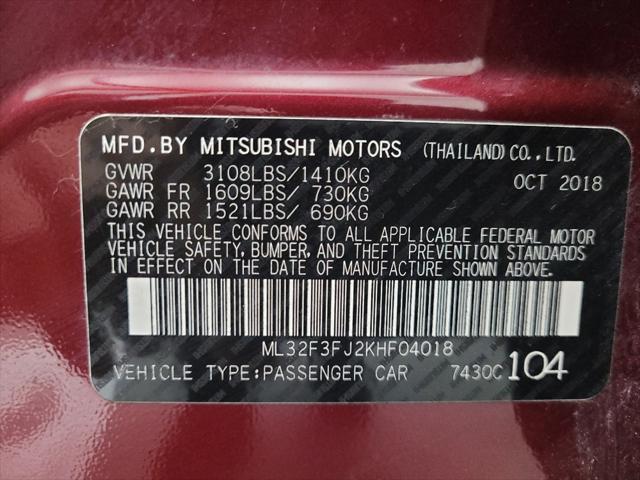 MFD.BY MITSUBISHI MOTORS (THAILAND) CO.,LTD.
GVWR 3108LBS/1410KG OCT 2018
GAWR FR 1609LBS/ 730KG
GAWR RR 1521LBS/ 690KG
THIS VEHICLE CONFORMS TO ALL APPLICABLE FEDERAL MOTOR
VEHICLE SAFETY, BUMPER, AND THEFT PREVENTION STANDARDS
IN EFFECT ON THE DATE OF MANUFACTURE SHOWN ABOVE.
ML32F3FJ2KHF04018
VEHICLE TYPE:PASSENGER CAR 7430C 104